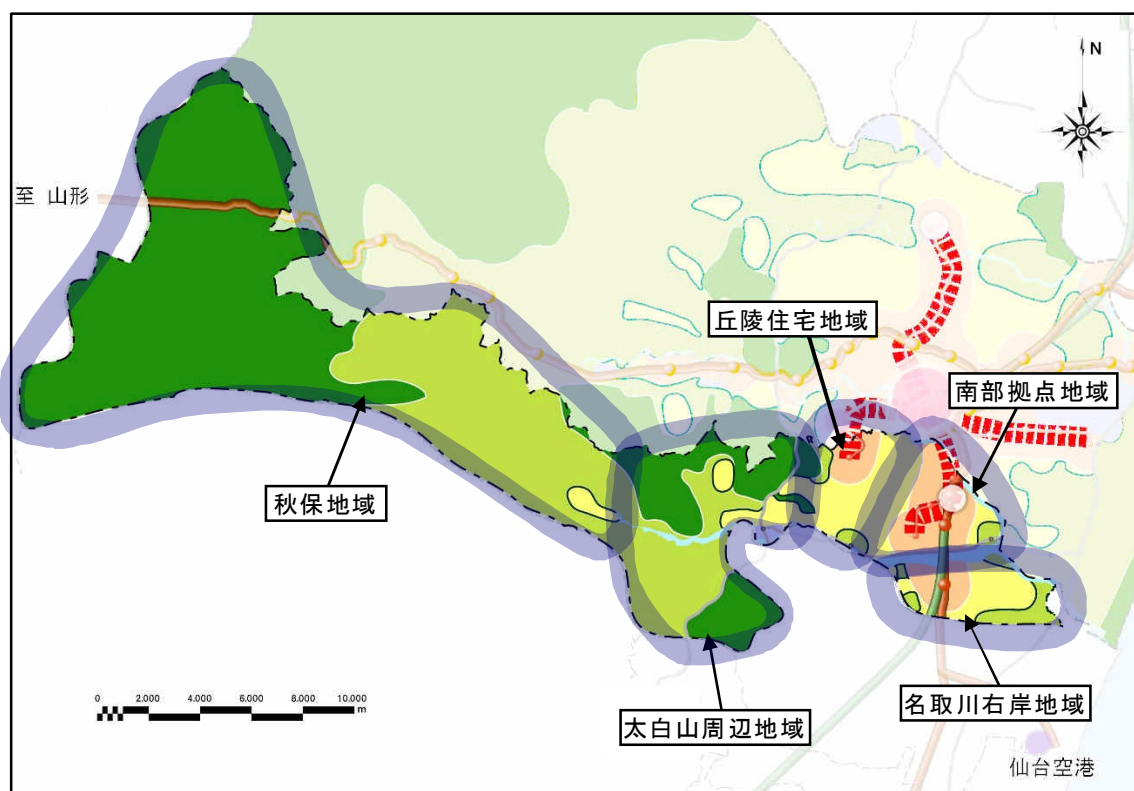 N
至 山形
丘陵住宅地域
南部拠点地域
秋保地域
0 2.000 4.000 6.000 8.000 10.000
m
名取川右岸地域
太白山周辺地域
仙台空港